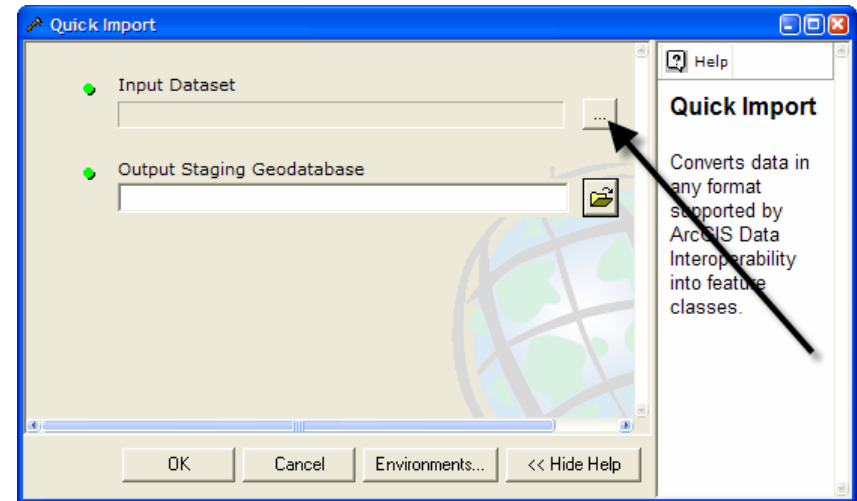 Quick Import
Input Dataset
...
Output Staging Geodatabase
OK
Cancel
Environments...
<< Hide Help
Help
Quick Import
Converts data in
any format
supported by
ArcGIS Data
Interoperability
into feature
classes.